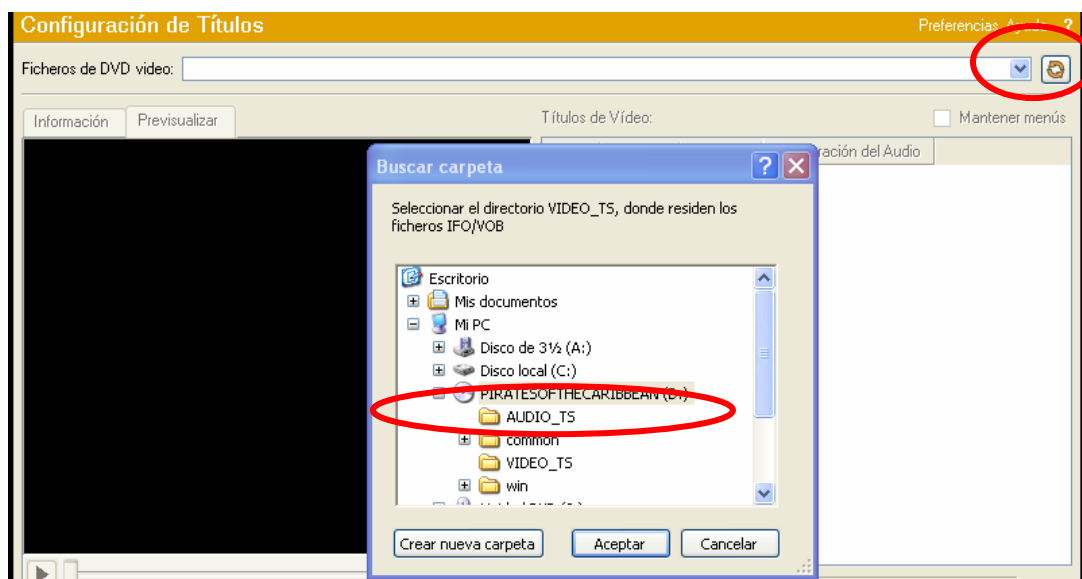 Configuración de Títulos
Preferencias Ayuda ?
Ficheros de DVD video:
Información Previsualizar
Títulos de Vídeo:
Mantener menús
ración del Audio
Buscar carpeta
Seleccionar el directorio VIDEO_TS, donde residen los
ficheros IFO/VOB
Escritorio
Mis documentos
Mi PC
Disco de 3½ (A:)
Disco local (C:)
PIRATESOFTHECARIBBEAN (D:)
AUDIO_TS
common
VIDEO_TS
win
Crear nueva carpeta Aceptar Cancelar